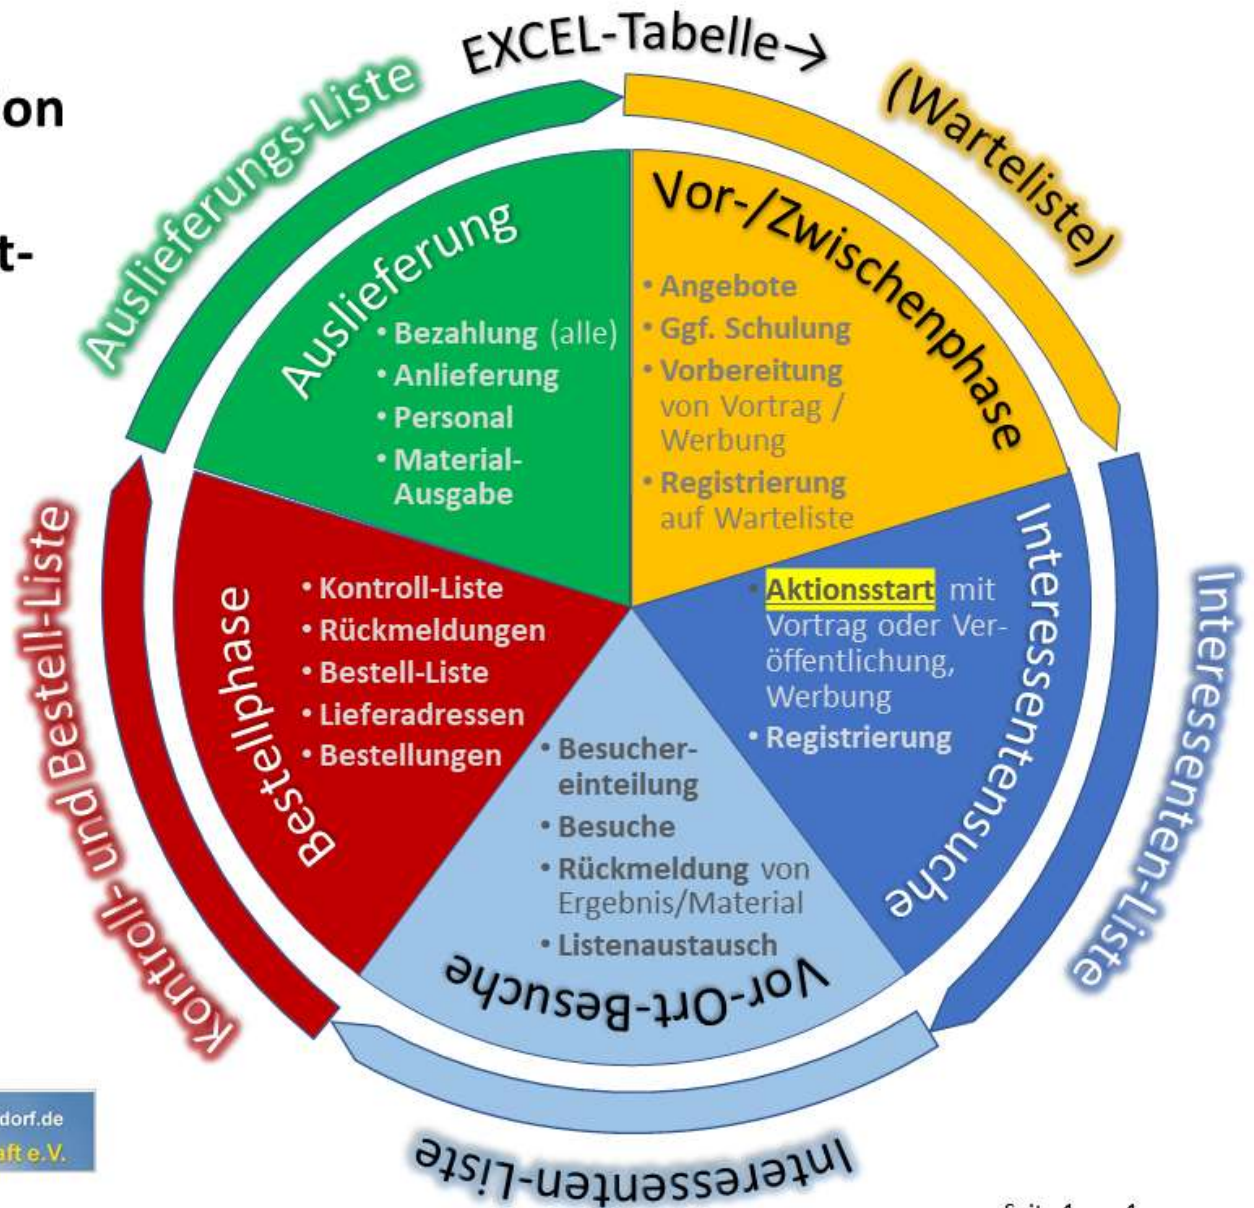 on
t-
EXCEL-Tabelle→
(Warteliste)
Auslieferungs-Liste
Vor-/Zwischenphase
• Angebote
• Ggf. Schulung
• Vorbereitung
von Vortrag /
Werbung
• Registrierung
auf Warteliste
Interessentensuche
• Aktionsstart mit
Vortrag oder Ver-
öffentlichung,
Werbung
• Registrierung
Interessenten-Liste
Vor-Ort-Besuche
• Besucher-
einteilung
• Besuche
• Rückmeldung von
Ergebnis/Material
• Listenaustausch
Interessenten-Liste
Bestellphase
• Kontroll-Liste
• Rückmeldungen
• Bestell-Liste
• Lieferadressen
• Bestellungen
Kontroll- und Bestell-Liste
Auslieferung
• Bezahlung (alle)
• Anlieferung
• Personal
• Material-
Ausgabe
dorf.de
aft e.V.